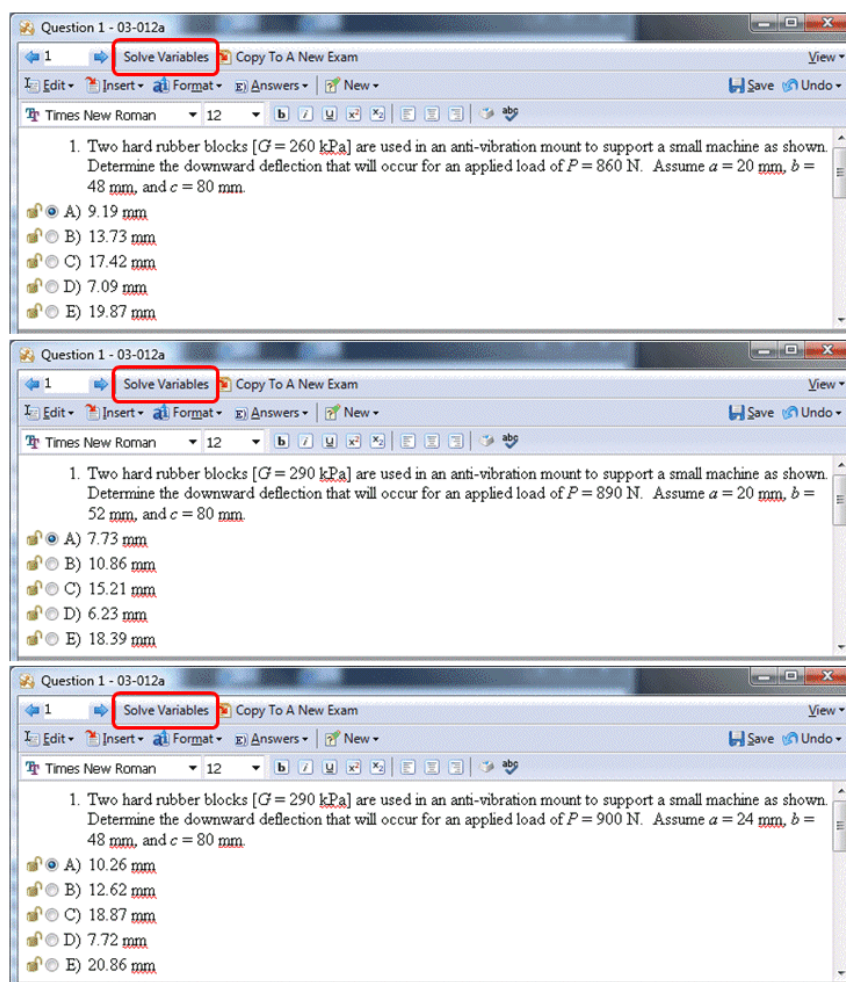 Question 1 - 03-012a
1 Solve Variables Copy To A New Exam View
Edit Insert Format Answers New Save Undo
Times New Roman 12 b i u x² x₂ abc
1. Two hard rubber blocks [G = 260 kPa] are used in an anti-vibration mount to support a small machine as shown.
Determine the downward deflection that will occur for an applied load of P = 860 N. Assume a = 20 mm, b =
48 mm, and c = 80 mm.
A) 9.19 mm
B) 13.73 mm
C) 17.42 mm
D) 7.09 mm
E) 19.87 mm
Question 1 - 03-012a
1 Solve Variables Copy To A New Exam View
Edit Insert Format Answers New Save Undo
Times New Roman 12 b i u x² x₂ abc
1. Two hard rubber blocks [G = 290 kPa] are used in an anti-vibration mount to support a small machine as shown.
Determine the downward deflection that will occur for an applied load of P = 890 N. Assume a = 20 mm, b =
52 mm, and c = 80 mm.
A) 7.73 mm
B) 10.86 mm
C) 15.21 mm
D) 6.23 mm
E) 18.39 mm
Question 1 - 03-012a
1 Solve Variables Copy To A New Exam View
Edit Insert Format Answers New Save Undo
Times New Roman 12 b i u x² x₂ abc
1. Two hard rubber blocks [G = 290 kPa] are used in an anti-vibration mount to support a small machine as shown.
Determine the downward deflection that will occur for an applied load of P = 900 N. Assume a = 24 mm, b =
48 mm, and c = 80 mm.
A) 10.26 mm
B) 12.62 mm
C) 18.87 mm
D) 7.72 mm
E) 20.86 mm